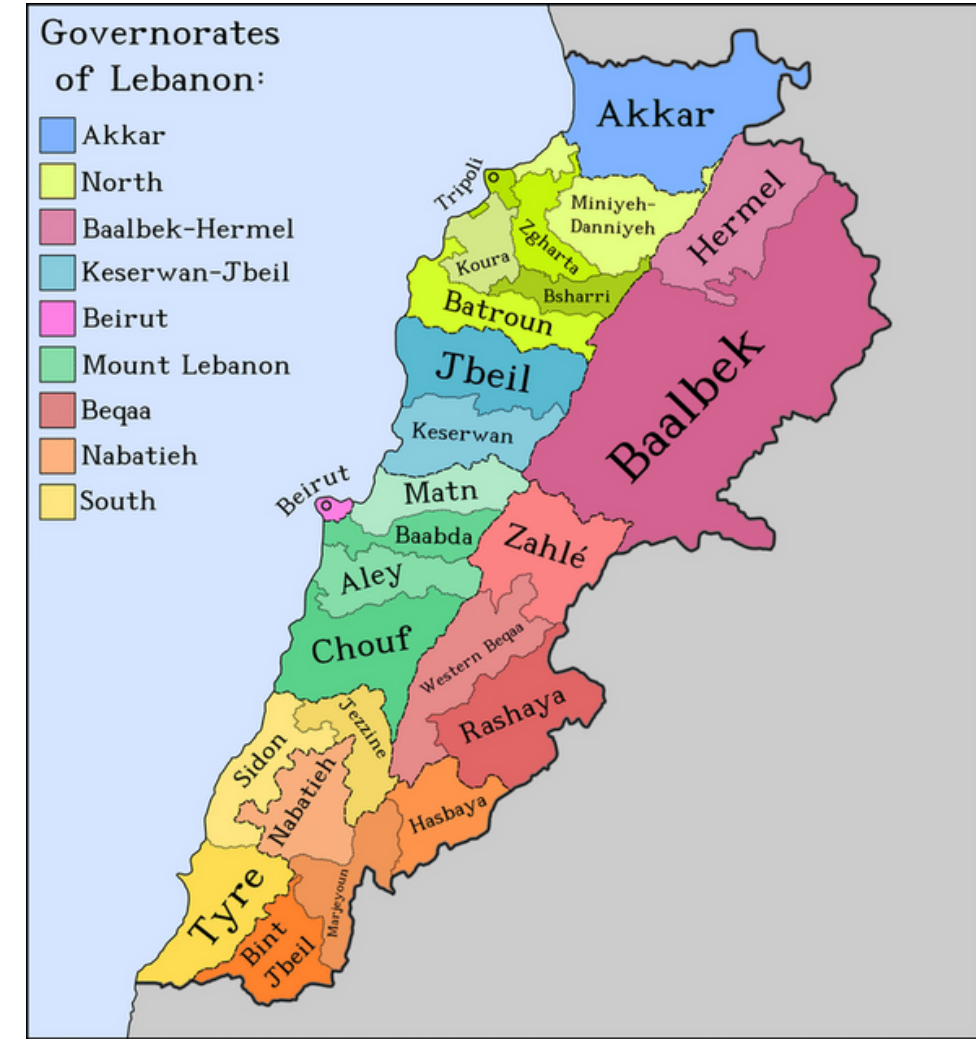 Governorates
of Lebanon:
Akkar
North
Baalbek-Hermel
Keserwan-Jbeil
Beirut
Mount Lebanon
Beqaa
Nabatieh
South
Akkar
Tripoli
Miniyeh-
Danniyeh
Hermel
Zgharta
Koura
Bsharri
Batroun
Jbeil
Baalbek
Keserwan
Beirut
Matn
Baabda
Zahlé
Aley
Chouf
Western Beqaa
Rashaya
Jezzine
Sidon
Nabatieh
Hasbaya
Tyre
Marjeyoun
Bint
Jbeil